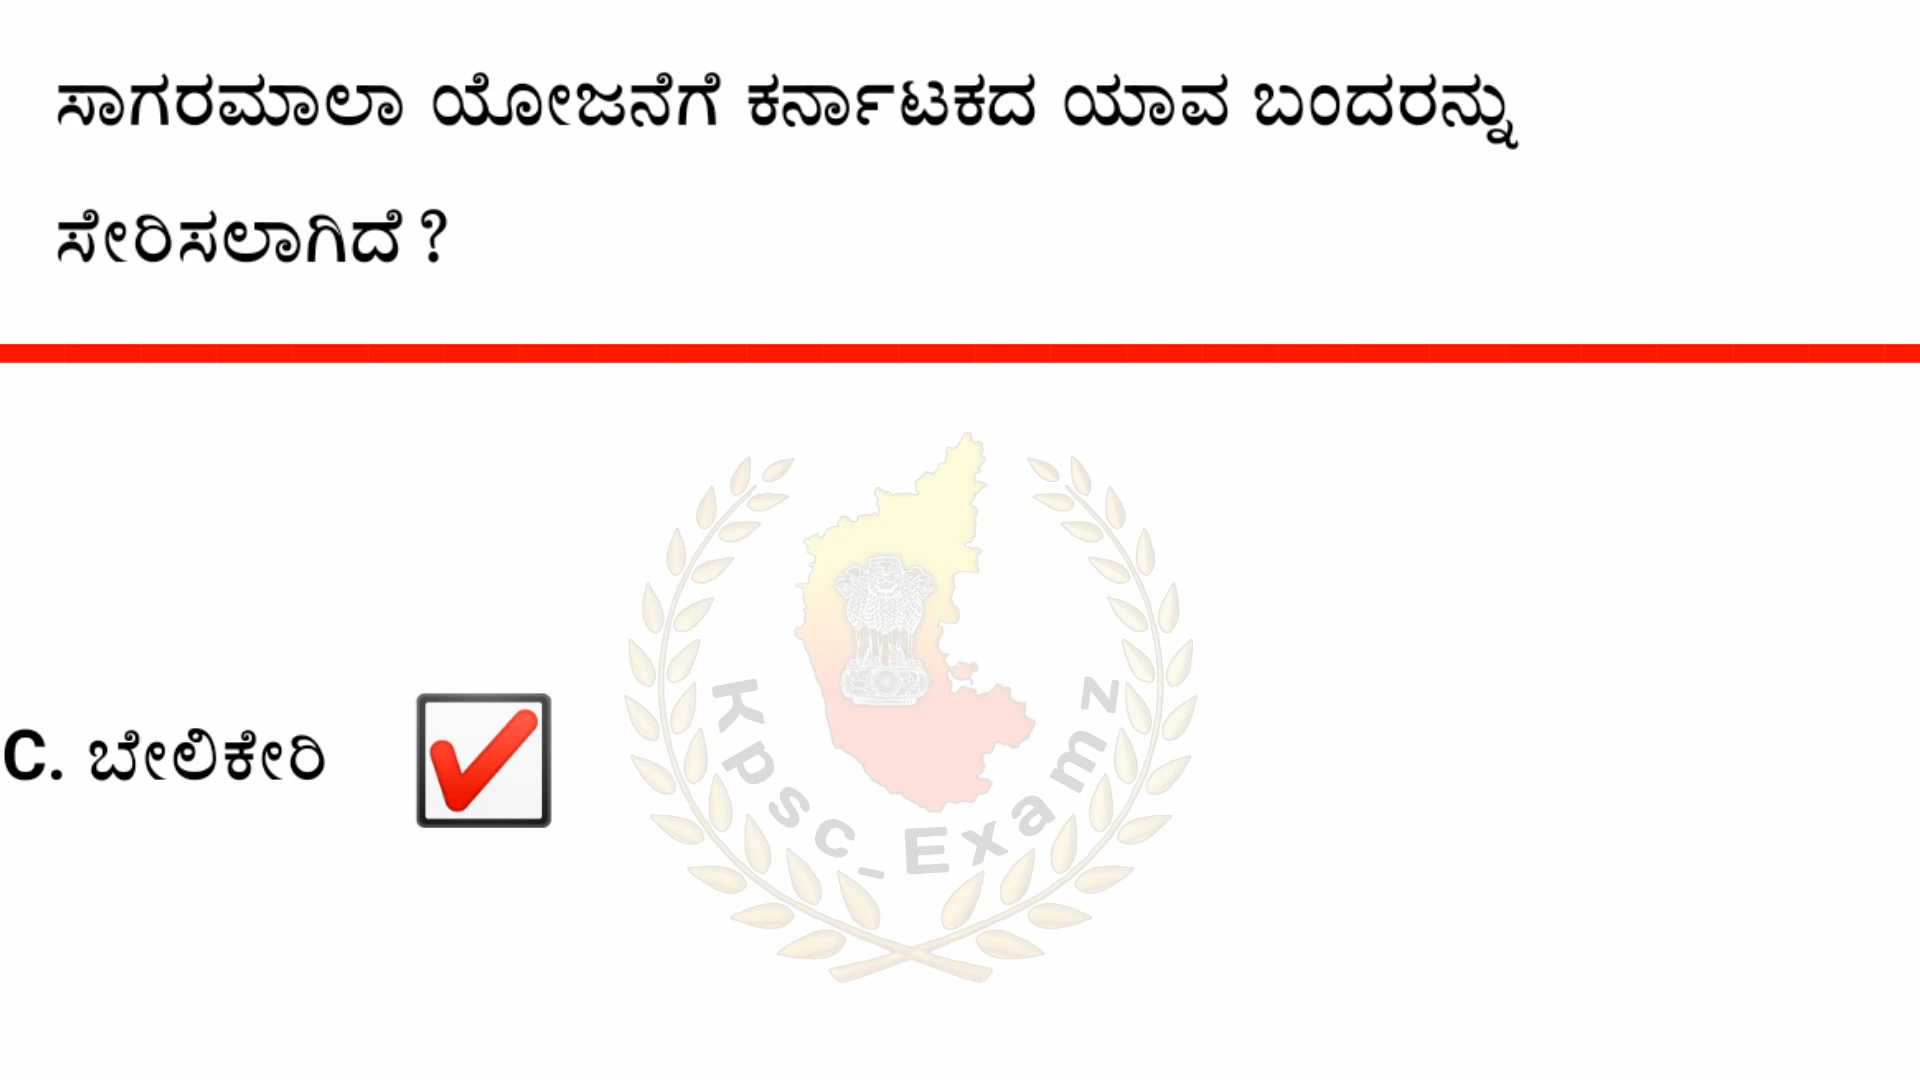 ಸಾಗರಮಾಲಾ ಯೋಜನೆಗೆ ಕರ್ನಾಟಕದ ಯಾವ ಬಂದರನ್ನು
ಸೇರಿಸಲಾಗಿದೆ ?
C. ಬೇಲಿಕೇರಿ
Kpsc_Examz